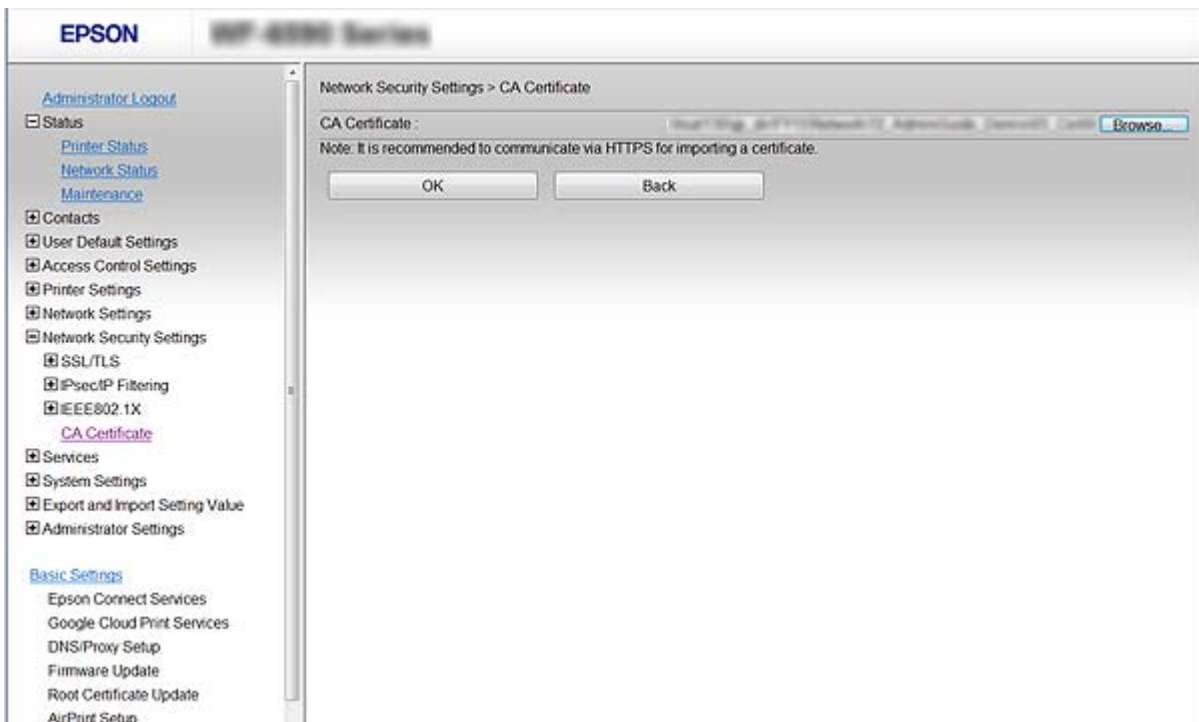 EPSON
Administrator Logout
Status
Printer Status
Network Status
Maintenance
Contacts
User Default Settings
Access Control Settings
Printer Settings
Network Settings
Network Security Settings
SSL/TLS
IPsec/IP Filtering
IEEE802.1X
CA Certificate
Services
System Settings
Export and Import Setting Value
Administrator Settings
Basic Settings
Epson Connect Services
Google Cloud Print Services
DNS/Proxy Setup
Firmware Update
Root Certificate Update
AirPrint Setup
Network Security Settings > CA Certificate
CA Certificate :
Browse...
Note: It is recommended to communicate via HTTPS for importing a certificate.
OK
Back